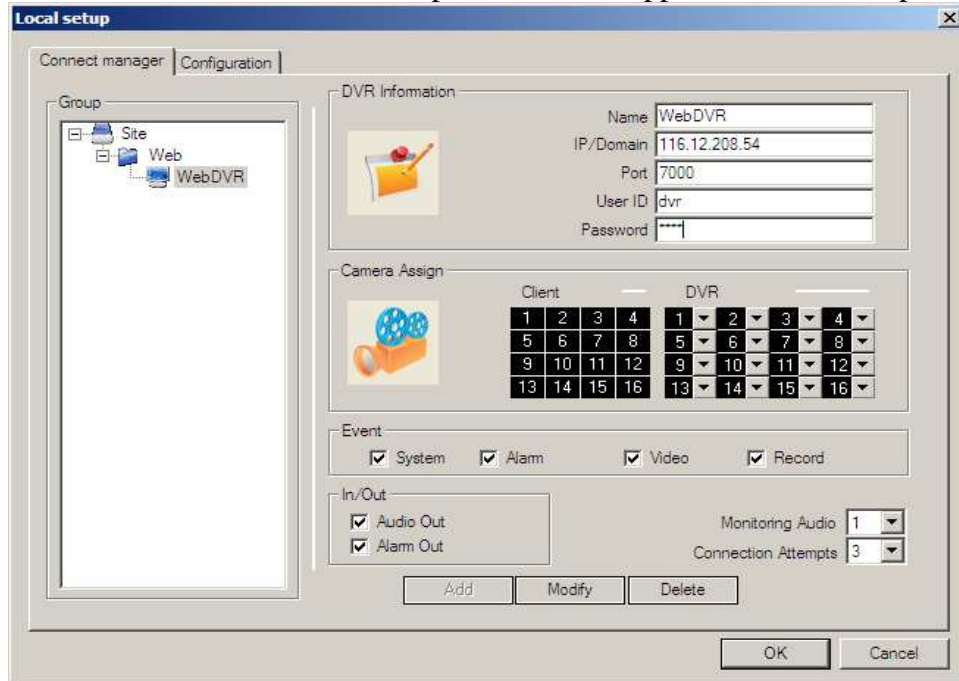 Local setup
Connect manager Configuration
Group
Site
Web
WebDVR
DVR Information
Name WebDVR
IP/Domain 116.12.208.54
Port 7000
User ID dvr
Password ****
Camera Assign
Client DVR
1 2 3 4 1 2 3 4
5 6 7 8 5 6 7 8
9 10 11 12 9 10 11 12
13 14 15 16 13 14 15 16
Event
System Alarm Video Record
In/Out
Audio Out
Alarm Out
Monitoring Audio 1
Connection Attempts 3
Add Modify Delete
OK Cancel